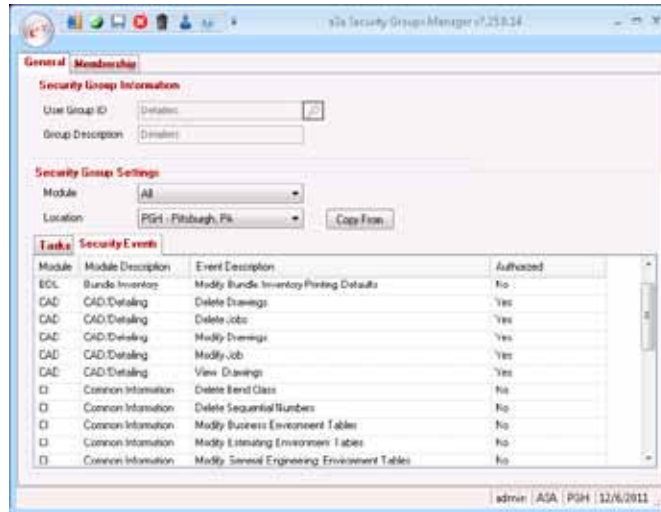 Security Groups Manager v7.25.0.14
General Membership
Security Group Information
User Group ID Detailers
Group Description Detailers
Security Group Settings
Module All
Location PGH - Pittsburgh, PA Copy From
Tasks Security Events
Module Module Description Event Description Authorized
Bundle Inventory Modify Bundle Inventory Printing Defaults No
CAD CAD/Detailing Delete Drawings Yes
CAD CAD/Detailing Delete Jobs Yes
CAD CAD/Detailing Modify Drawings Yes
CAD CAD/Detailing Modify Job Yes
CAD CAD/Detailing View Drawings Yes
CI Common Information Delete Bend Class No
CI Common Information Delete Sequential Numbers No
CI Common Information Modify Business Environment Tables No
CI Common Information Modify Estimating Environment Tables No
CI Common Information Modify General Engineering Environment Tables No
admin ASA PGH 12/6/2011